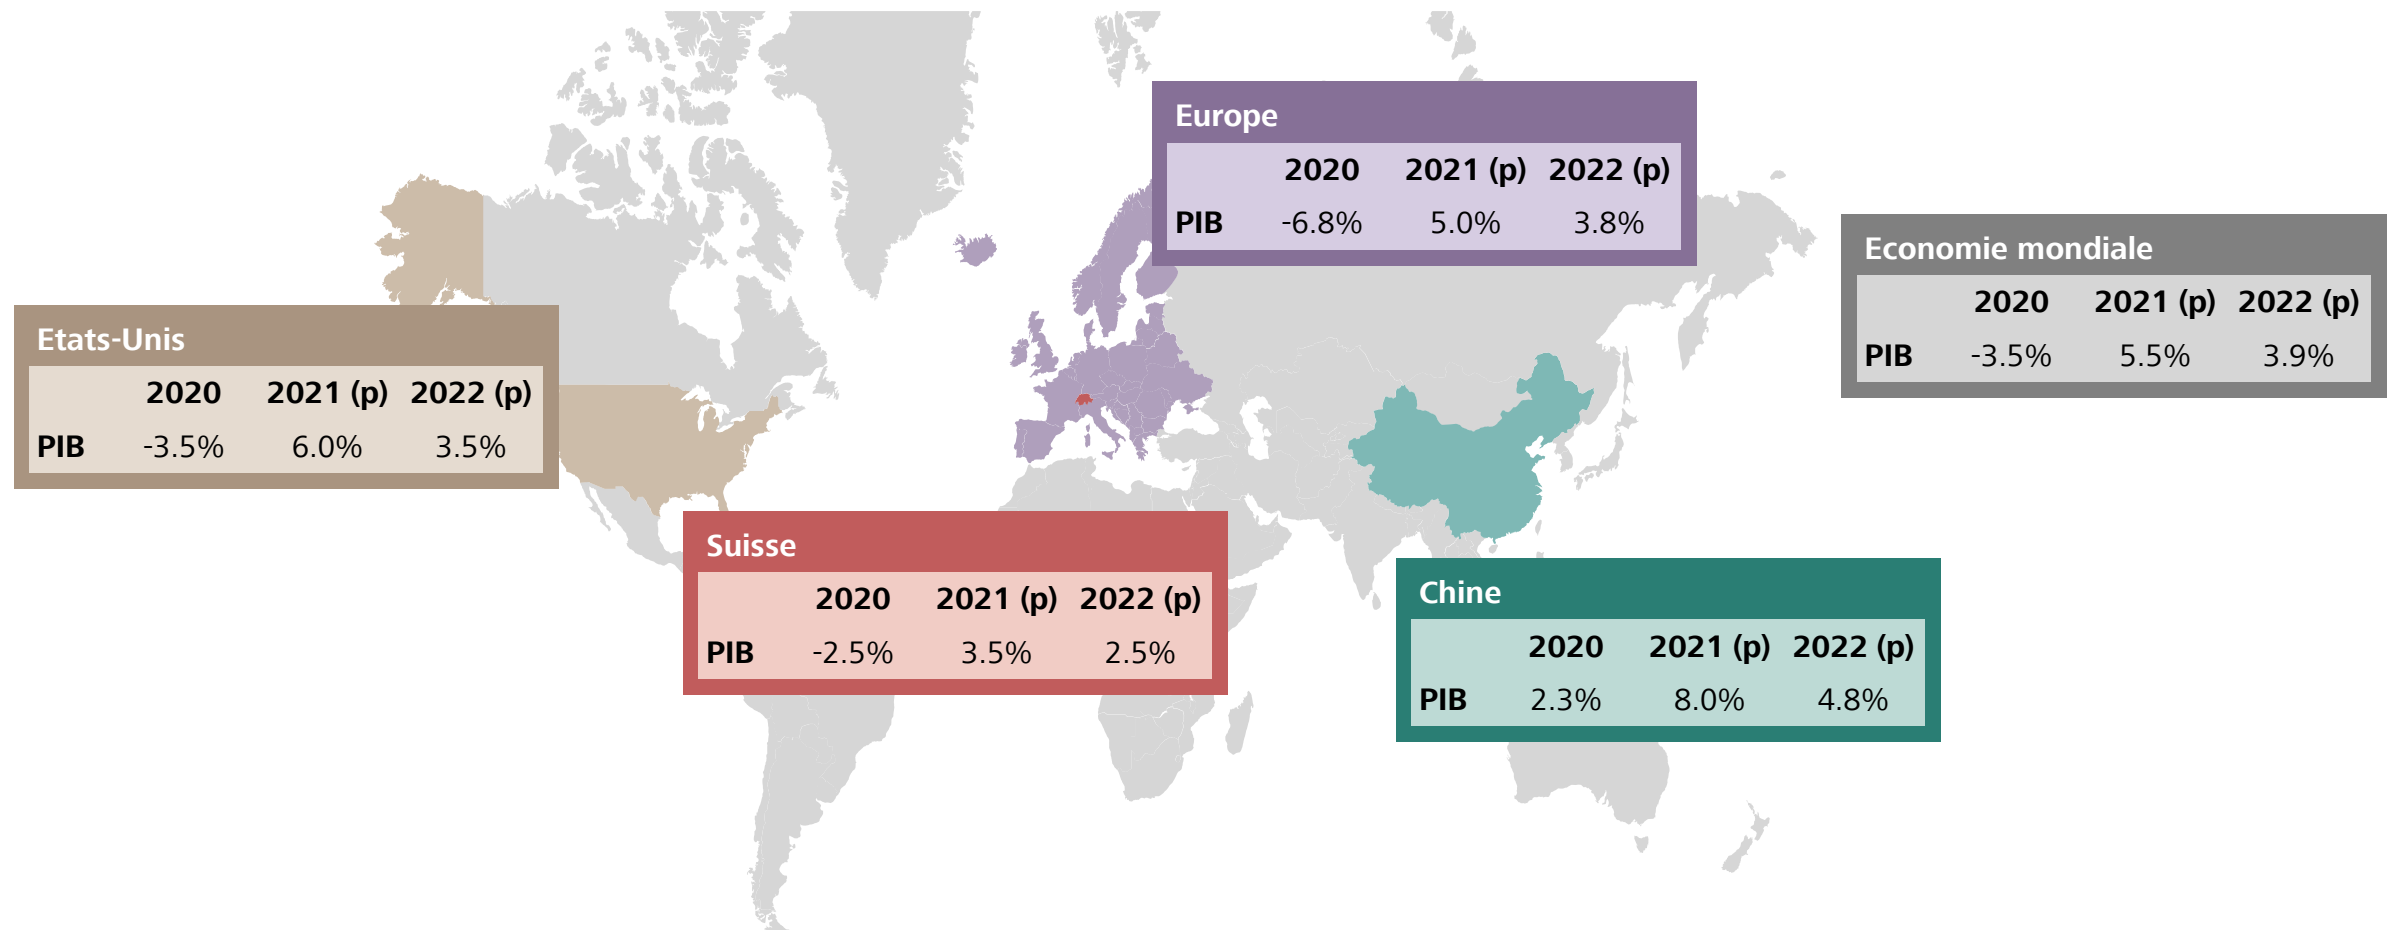 Europe
2020 2021 (p) 2022 (p)
PIB -6.8% 5.0% 3.8%
Economie mondiale
2020 2021 (p) 2022 (p)
PIB -3.5% 5.5% 3.9%
Etats-Unis
2020 2021 (p) 2022 (p)
PIB -3.5% 6.0% 3.5%
Suisse
2020 2021 (p) 2022 (p)
PIB -2.5% 3.5% 2.5%
Chine
2020 2021 (p) 2022 (p)
PIB 2.3% 8.0% 4.8%